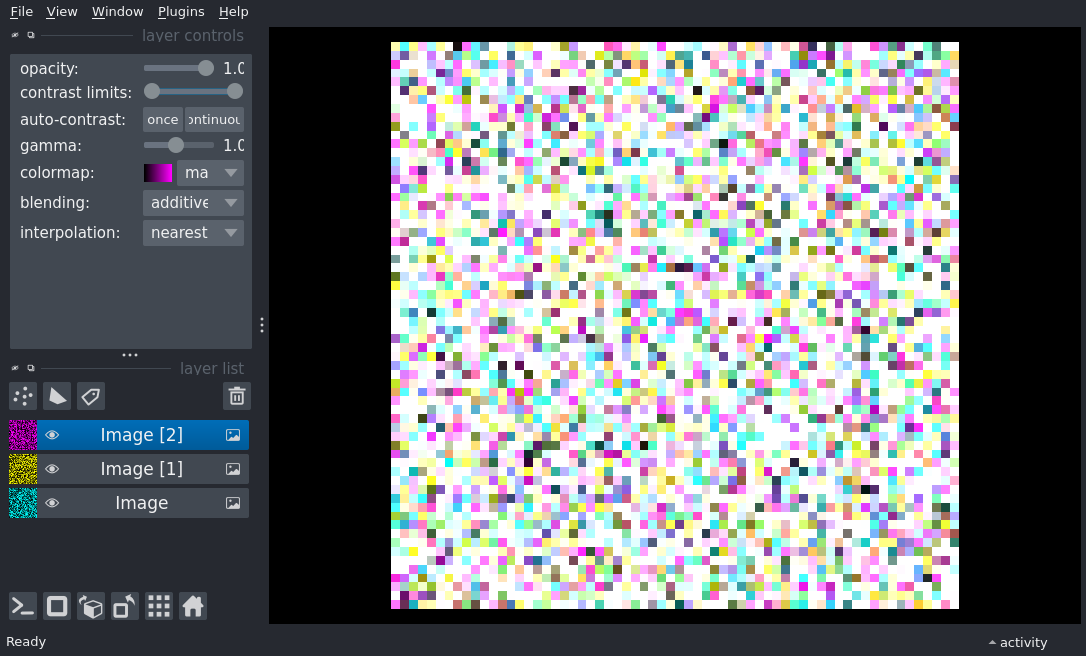 File View Window Plugins Help
layer controls
opacity: 1.0
contrast limits:
auto-contrast: once ontinuou
gamma: 1.0
colormap: ma
blending: additive
interpolation: nearest
layer list
Image [2]
Image [1]
Image
Ready
activity